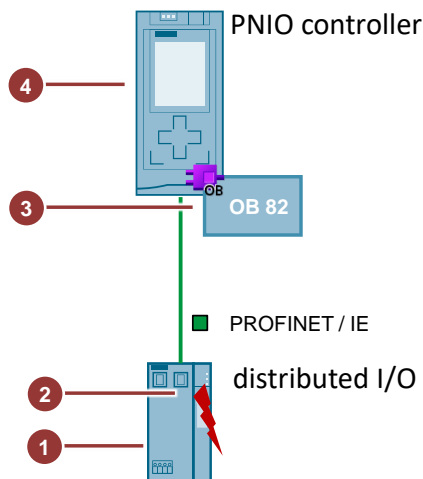 PNIO controller
4
OB
3
OB 82
PROFINET / IE
distributed I/O
2
1